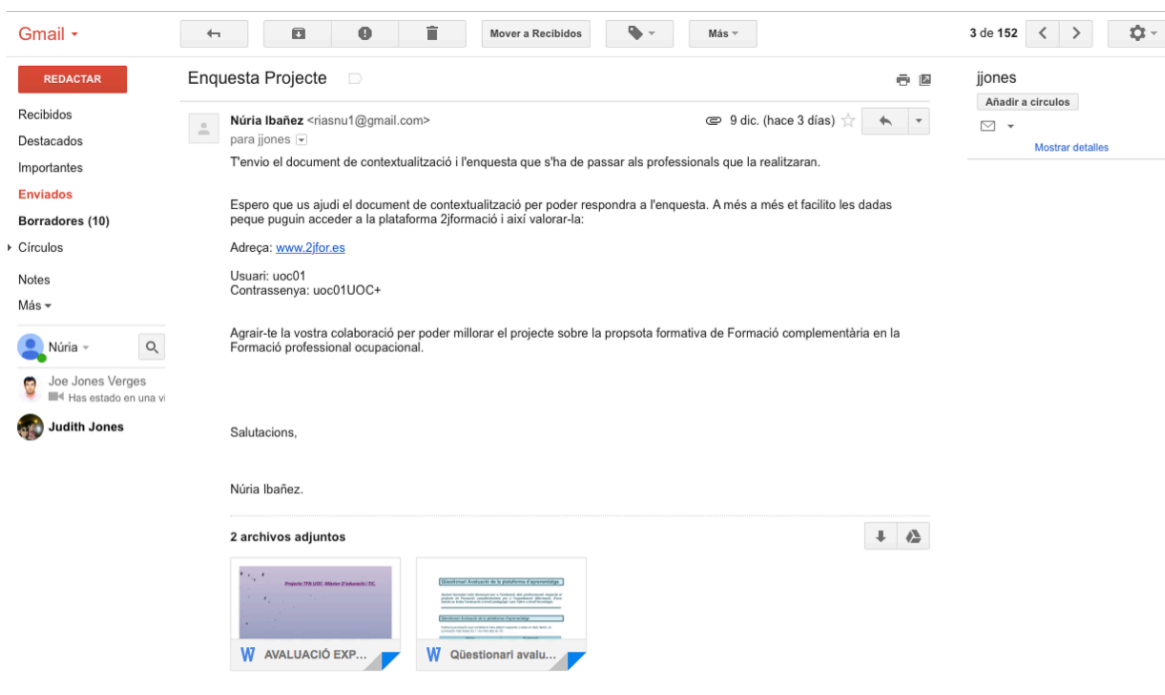 Gmail
Mover a Recibidos
Más
3 de 152
REDACTAR
Enquesta Projecte
jjones
Añadir a círculos
Mostrar detalles
Recibidos
Destacados
Importantes
Enviados
Borradores (10)
Círculos
Notes
Más
Núria
Joe Jones Verges
Has estado en una vi
Judith Jones
Núria Ibañez <riasnu1@gmail.com>
9 dic. (hace 3 días)
para jjones
T'envio el document de contextualització i l'enquesta que s'ha de passar als professionals que la realitzaran.
Espero que us ajudi el document de contextualització per poder respondra a l'enquesta. A més a més et facilito les dadas
peque puguin acceder a la plataforma 2jformació i així valorar-la:
Adreça: www.2jfor.es
Usuari: uoc01
Contrassenya: uoc01UOC+
Agrair-te la vostra colaboració per poder millorar el projecte sobre la propsota formativa de Formació complementària en la
Formació professional ocupacional.
Salutacions,
Núria Ibañez.
2 archivos adjuntos
Qüestionari Avaluació de la plataforma d'aprenentatge
W AVALUACIÓ EXP...
W Qüestionari avalu...